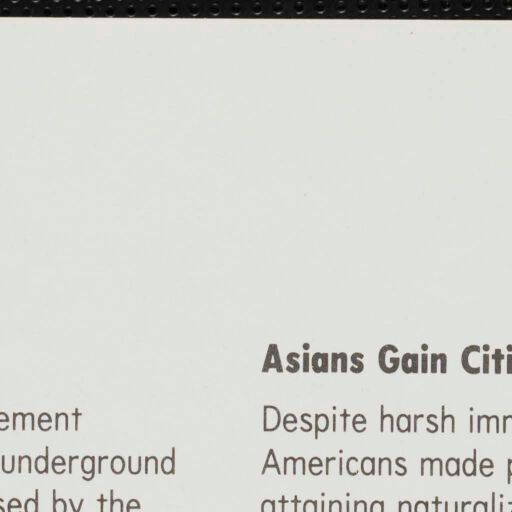 ement
underground
sed by the
Asians Gain Citi
Despite harsh imm
Americans made p
attaining naturaliz